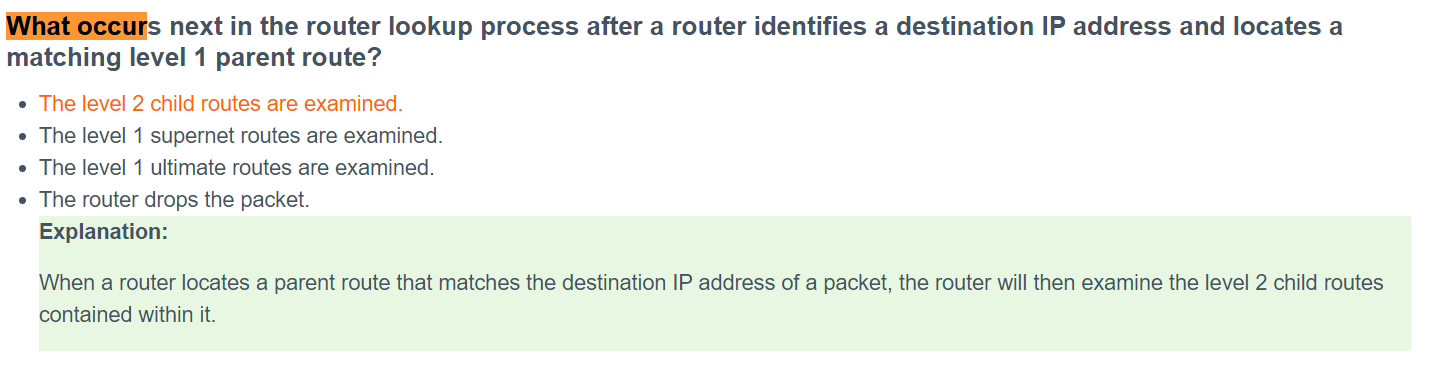 What occurs next in the router lookup process after a router identifies a destination IP address and locates a
matching level 1 parent route?
The level 2 child routes are examined.
The level 1 supernet routes are examined.
The level 1 ultimate routes are examined.
The router drops the packet.
Explanation:
When a router locates a parent route that matches the destination IP address of a packet, the router will then examine the level 2 child routes
contained within it.